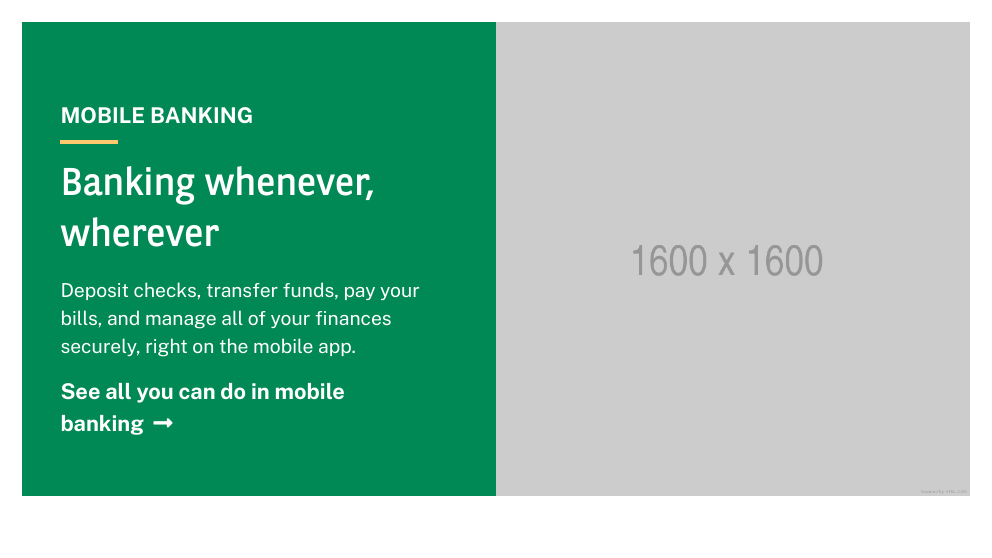 MOBILE BANKING
Banking whenever,
wherever
Deposit checks, transfer funds, pay your
bills, and manage all of your finances
securely, right on the mobile app.
See all you can do in mobile
banking →
1600 x 1600